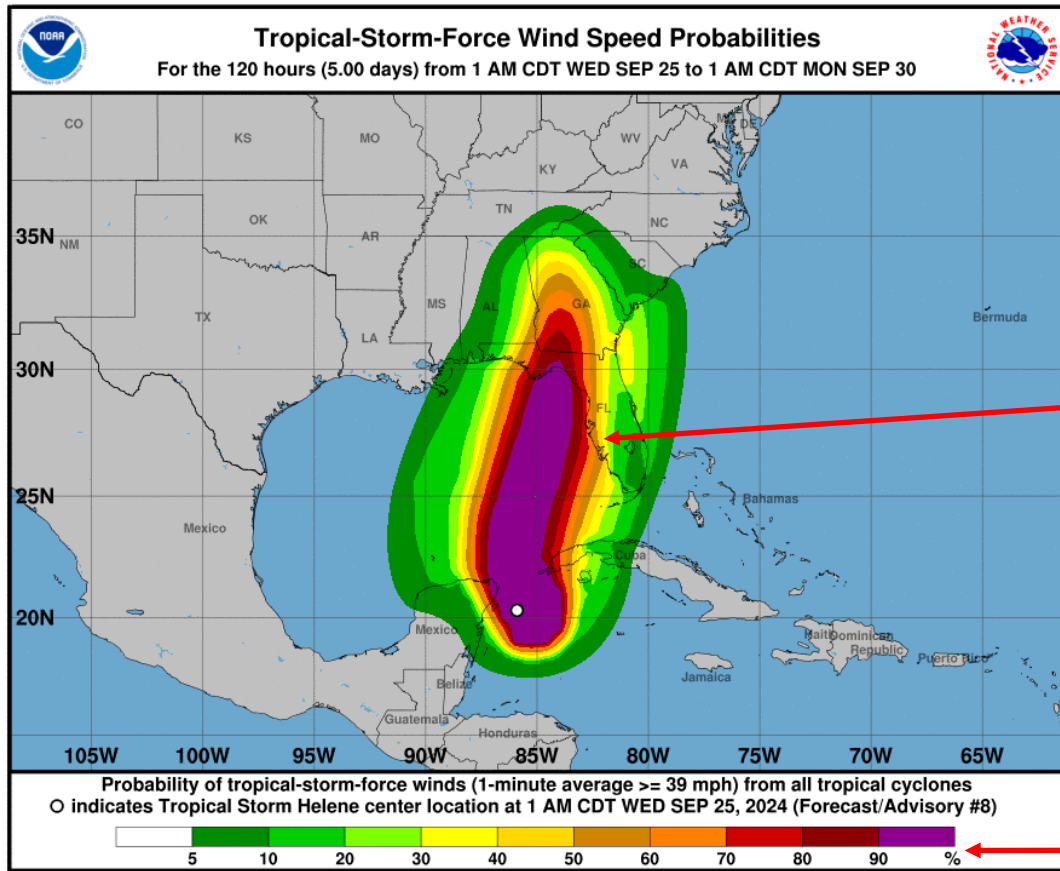 NOAA
Tropical-Storm-Force Wind Speed Probabilities
For the 120 hours (5.00 days) from 1 AM CDT WED SEP 25 to 1 AM CDT MON SEP 30
NATIONAL WEATHER SERVICE
CO
KS
MO
WV
DE
KY
VA
OK
TN
NC
35N
NM
AR
SC
MS
AL
GA
TX
LA
Bermuda
30N
FL
25N
Mexico
Bahamas
Cuba
20N
Mexico
Haiti
Dominican
Republic
Puerto Rico
Jamaica
Belize
Guatemala
Honduras
105W 100W 95W 90W 85W 80W 75W 70W 65W
Probability of tropical-storm-force winds (1-minute average >= 39 mph) from all tropical cyclones
indicates Tropical Storm Helene center location at 1 AM CDT WED SEP 25, 2024 (Forecast/Advisory #8)
5 10 20 30 40 50 60 70 80 90 %